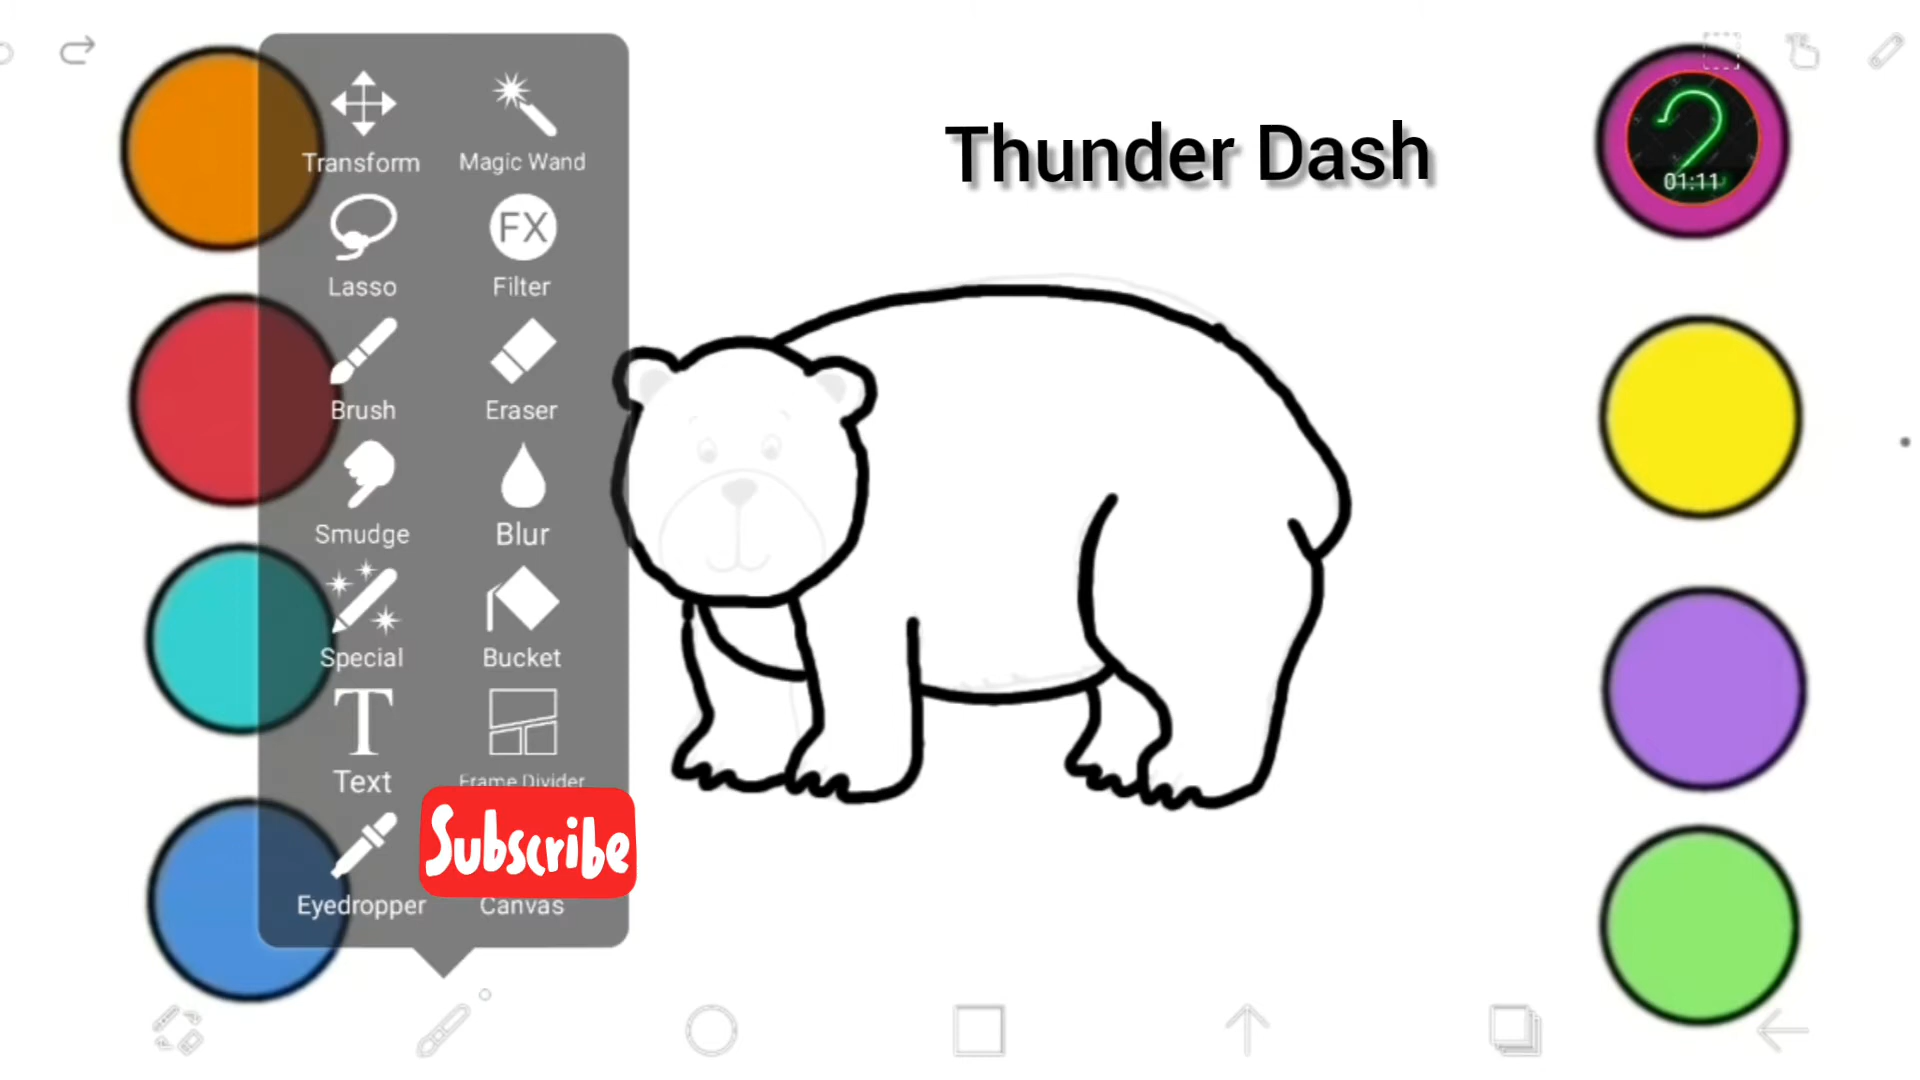 Thunder Dash
01:11
Transform
Magic Wand
Lasso
FX
Filter
Brush
Eraser
Smudge
Blur
Special
Bucket
T
Text
Frame Divider
Subscribe
Eyedropper
Canvas